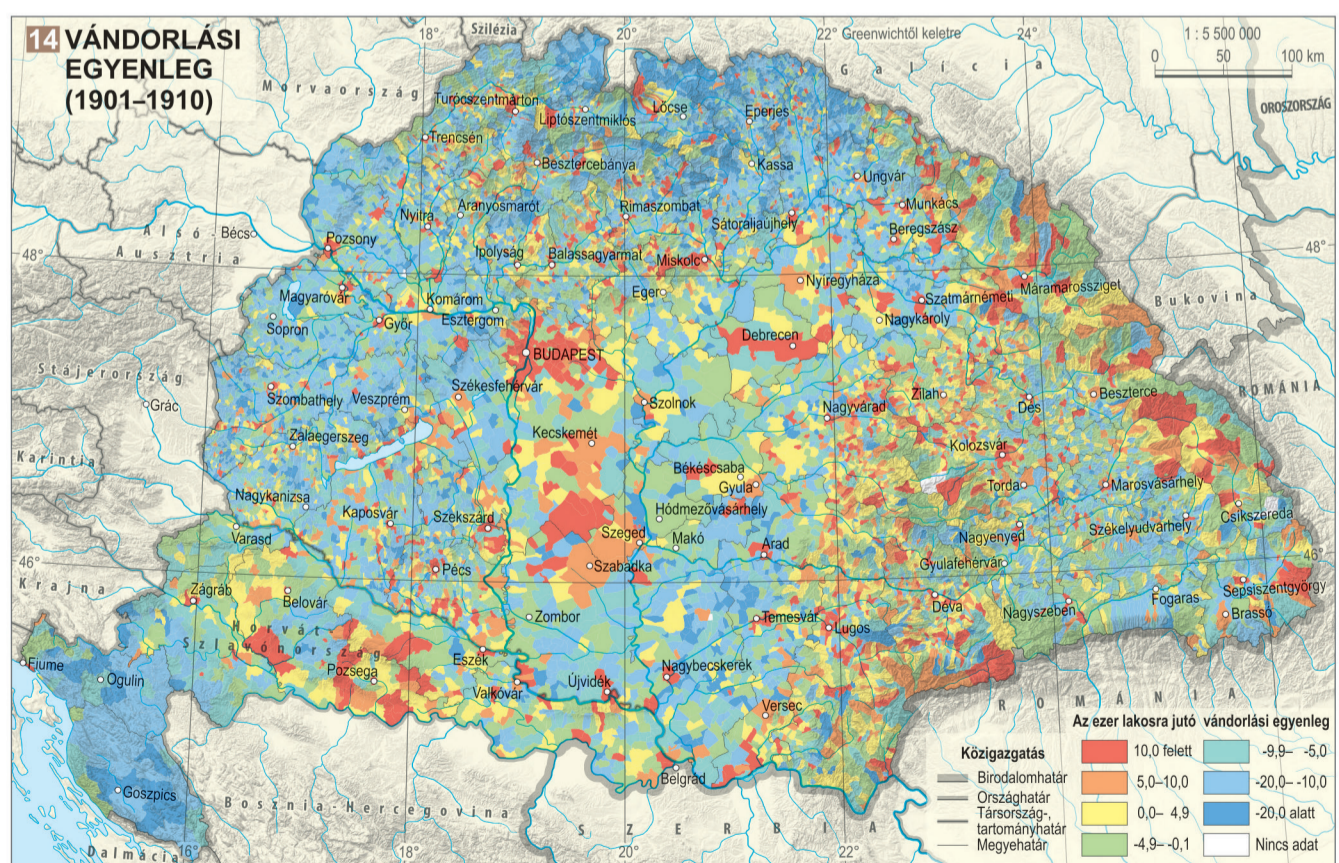 14 VÁNDORLÁSI
EGYENLEG
(1901–1910)
18°
Szilézia
20°
22°
Greenwichtől keletre
24°
1 : 5 500 000
0 50 100 km
Morvaország
Galícia
OROSZORSZÁG
Turócszentmárton
Liptószentmiklós
Lőcse
Eperjes
Trencsén
Besztercebánya
Kassa
Ungvár
Nyitra
Aranyosmarót
Rimaszombat
Sátoraljaújhely
Munkács
Beregszász
Alsó-
Ausztria
Bécs
Pozsony
48°
Ipolyság
Balassagyarmat
Miskolc
48°
Magyaróvár
Komárom
Esztergom
Eger
Nyíregyháza
Szatmárnémeti
Máramarossziget
Bukovina
Sopron
Győr
Nagykároly
BUDAPEST
Debrecen
Stájerország
Grác
Szombathely
Veszprém
Székesfehérvár
Szolnok
Nagyvárad
Zilah
Dés
Beszterce
ROMÁNIA
Zalaegerszeg
Kecskemét
Kolozsvár
Karintia
Békéscsaba
Gyula
Torda
Marosvásárhely
Nagykanizsa
Kaposvár
Szekszárd
Hódmezővásárhely
Székelyudvarhely
Csíkszereda
Varasd
Szeged
Makó
Arad
Nagyenyed
46°
Pécs
Szabadka
Gyulafehérvár
46°
Krajna
Zágráb
Belovár
Zombor
Temesvár
Lugos
Déva
Nagyszeben
Fogaras
Sepsiszentgyörgy
Brassó
Horvát-
Szlavónország
Fiume
Ogulin
Pozsega
Eszék
Valkóvár
Újvidék
Nagybecskerek
Versec
ROMÁNIA
Goszpics
Belgrád
Bosznia-Hercegovina
SZERBIA
Dalmácia
16°
18°
20°
22°
Közigazgatás
Birodalomhatár
Országhatár
Társország-,
tartományhatár
Megyehatár
Az ezer lakosra jutó vándorlási egyenleg
10,0 felett
5,0–10,0
0,0– 4,9
-4,9– -0,1
-9,9– -5,0
-20,0– -10,0
-20,0 alatt
Nincs adat